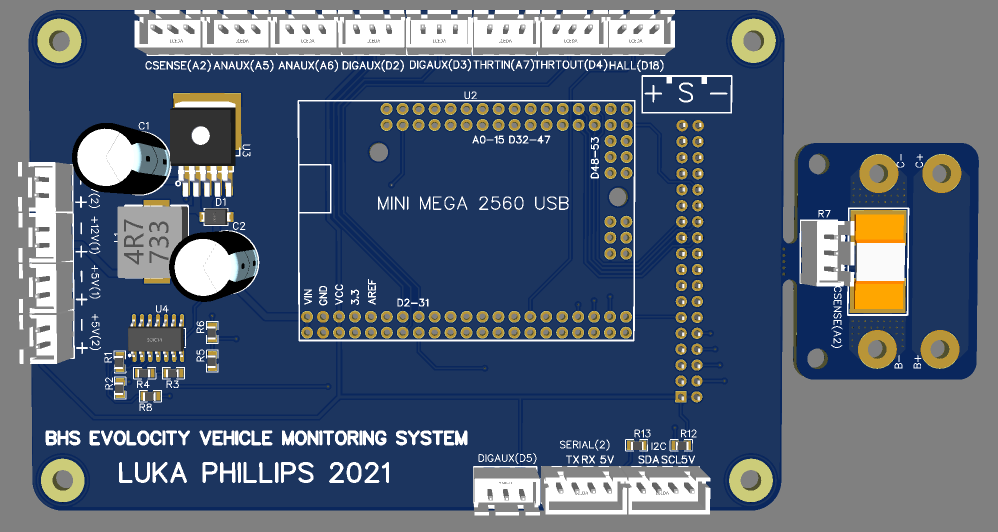 CSENSE(A2) ANAUX(A5) ANAUX(A6) DIGAUX(D2) DIGAUX(D3) THRTIN(A7) THRTOUT(D4) HALL(D18)
+ S -
U2
C1
U3
A0-15 D32-47
D48-53
MINI MEGA 2560 USB
C- C+
D1
C2
R7
4R7
733
- (2) +
+12V(1)
+5V(1)
+5V(2)
CSENSE(A2)
VIN GND VCC 3.3 AREF D2-31
U4
R6
R1
R5
R2
R4 R3
R8
B- B+
BHS EVOLOCITY VEHICLE MONITORING SYSTEM
LUKA PHILLIPS 2021
R13 R12
SERIAL(2) I2C
DIGAUX(D5) TX RX 5V SDA SCL 5V